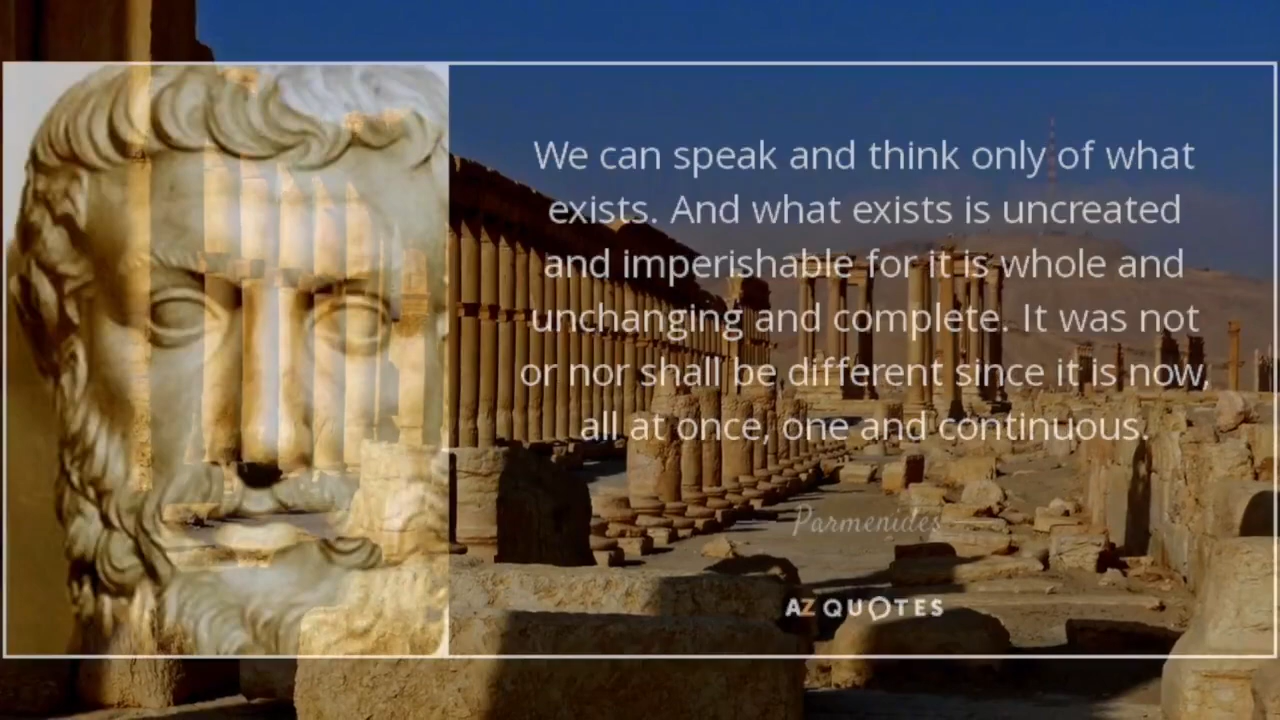 We can speak and think only of what
exists. And what exists is uncreated
and imperishable for it is whole and
unchanging and complete. It was not
or nor shall be different since it is now,
all at once, one and continuous.
Parmenides
AZ QUOTES